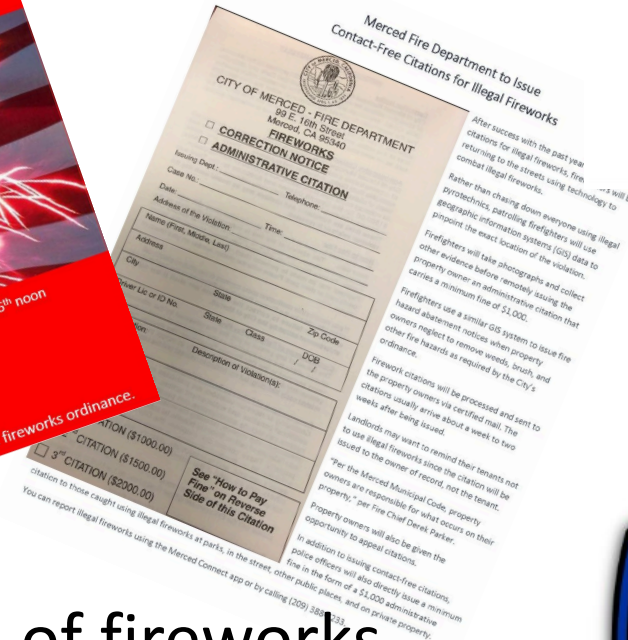 Merced Fire Department to Issue
Contact-Free Citations for Illegal Fireworks
CITY OF MERCED - FIRE DEPARTMENT
99 E. 16th Street
Merced, CA 95340
FIREWORKS
☐ CORRECTION NOTICE
☐ ADMINISTRATIVE CITATION
Issuing Dept.:
Case No.: Telephone:
Date:
Address of the Violation Time:
Name (First, Middle, Last)
Address
City State Zip Code
Driver Lic or ID No. State Class DOB
/ /
Description of Violation(s):
CITATION ($1000.00)
CITATION ($1500.00)
☐ 3rd CITATION ($2000.00)
See "How to Pay
Fine" on Reverse
Side of this Citation
After success with the past year
citations for illegal fireworks,
returning to the streets using technology to
combat illegal fireworks.
Rather than chasing down everyone using illegal
pyrotechnics, patrolling firefighters will use
geographic information systems (GIS) data to
pinpoint the exact location of the violation.
Firefighters will take photographs and collect
other evidence before remotely issuing the
property owner an administrative citation that
carries a minimum fine of $1,000.
Firefighters use a similar GIS system to issue fire
hazard abatement notices when property
owners neglect to remove weeds, brush, and
other fire hazards as required by the City's
ordinance.
Firework citations will be processed and sent to
the property owners via certified mail. The
citations usually arrive about a week to two
weeks after being issued.
Landlords may want to remind their tenants not
to use illegal fireworks since the citation will be
issued to the owner of record, not the tenant.
"Per the Merced Municipal Code, property
owners are responsible for what occurs on their
property," per Fire Chief Derek Parker.
Property owners will also be given the
opportunity to appeal citations.
In addition to issuing contact-free citations,
police officers will also directly issue a minimum
fine in the form of a $1,000 administrative
citation to those caught using illegal fireworks at parks, in the street, other public places, and on private property.
You can report illegal fireworks using the Merced Connect app or by calling (209)
5th noon
fireworks ordinance.
of fireworks